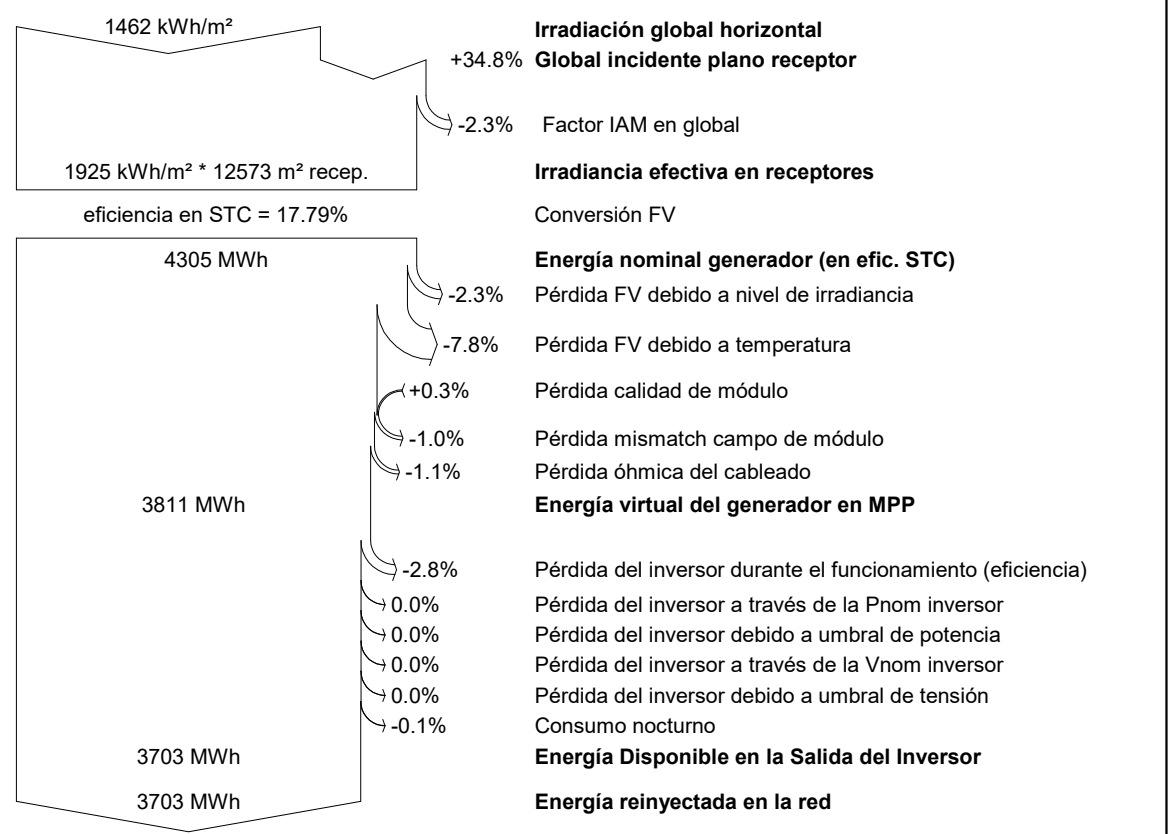 1462 kWh/m² Irradiación global horizontal
+34.8% Global incidente plano receptor
-2.3% Factor IAM en global
1925 kWh/m² * 12573 m² recep. Irradiancia efectiva en receptores
eficiencia en STC = 17.79% Conversión FV
4305 MWh Energía nominal generador (en efic. STC)
-2.3% Pérdida FV debido a nivel de irradiancia
-7.8% Pérdida FV debido a temperatura
+0.3% Pérdida calidad de módulo
-1.0% Pérdida mismatch campo de módulo
-1.1% Pérdida óhmica del cableado
3811 MWh Energía virtual del generador en MPP
-2.8% Pérdida del inversor durante el funcionamiento (eficiencia)
0.0% Pérdida del inversor a través de la Pnom inversor
0.0% Pérdida del inversor debido a umbral de potencia
0.0% Pérdida del inversor a través de la Vnom inversor
0.0% Pérdida del inversor debido a umbral de tensión
-0.1% Consumo nocturno
3703 MWh Energía Disponible en la Salida del Inversor
3703 MWh Energía reinyectada en la red